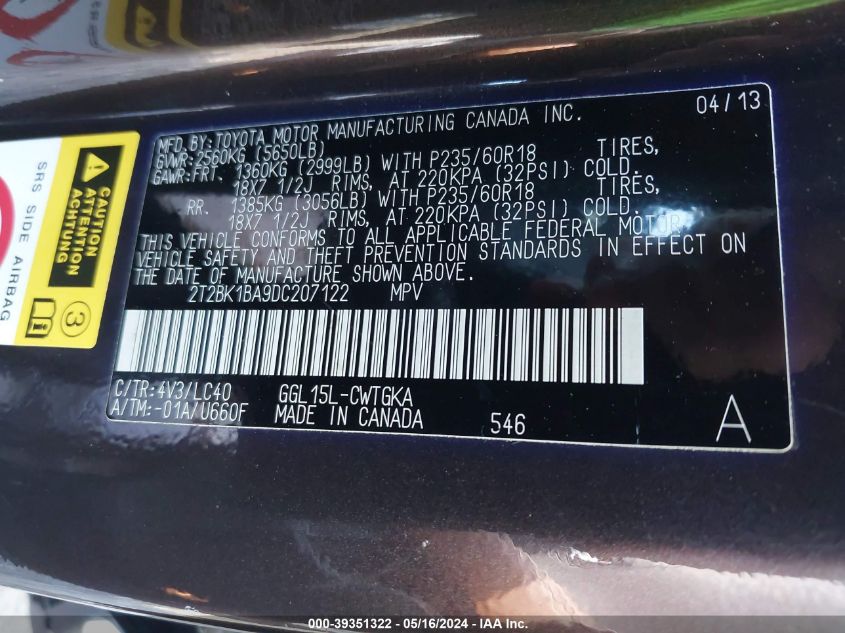 04/13
MFD. BY: TOYOTA MOTOR MANUFACTURING CANADA INC.
GVWR: 2560KG (5650LB)
GAWR: FRT. 1360KG (2999LB) WITH P235/60R18 TIRES,
18X7 1/2J RIMS, AT 220KPA (32PSI) COLD.
RR. 1385KG (3056LB) WITH P235/60R18 TIRES,
18X7 1/2J RIMS, AT 220KPA (32PSI) COLD.
THIS VEHICLE CONFORMS TO ALL APPLICABLE FEDERAL MOTOR
VEHICLE SAFETY AND THEFT PREVENTION STANDARDS IN EFFECT ON
THE DATE OF MANUFACTURE SHOWN ABOVE.
2T2BK1BA9DC207122 MPV
C/TR: 4V3/LC40 GGL15L-CWTGKA
A/TM: -01A/U660F MADE IN CANADA 546 A
SRS SIDE AIRBAG
CAUTION
ATTENTION
ACHTUNG
3
000-39351322 - 05/16/2024 - IAA Inc.